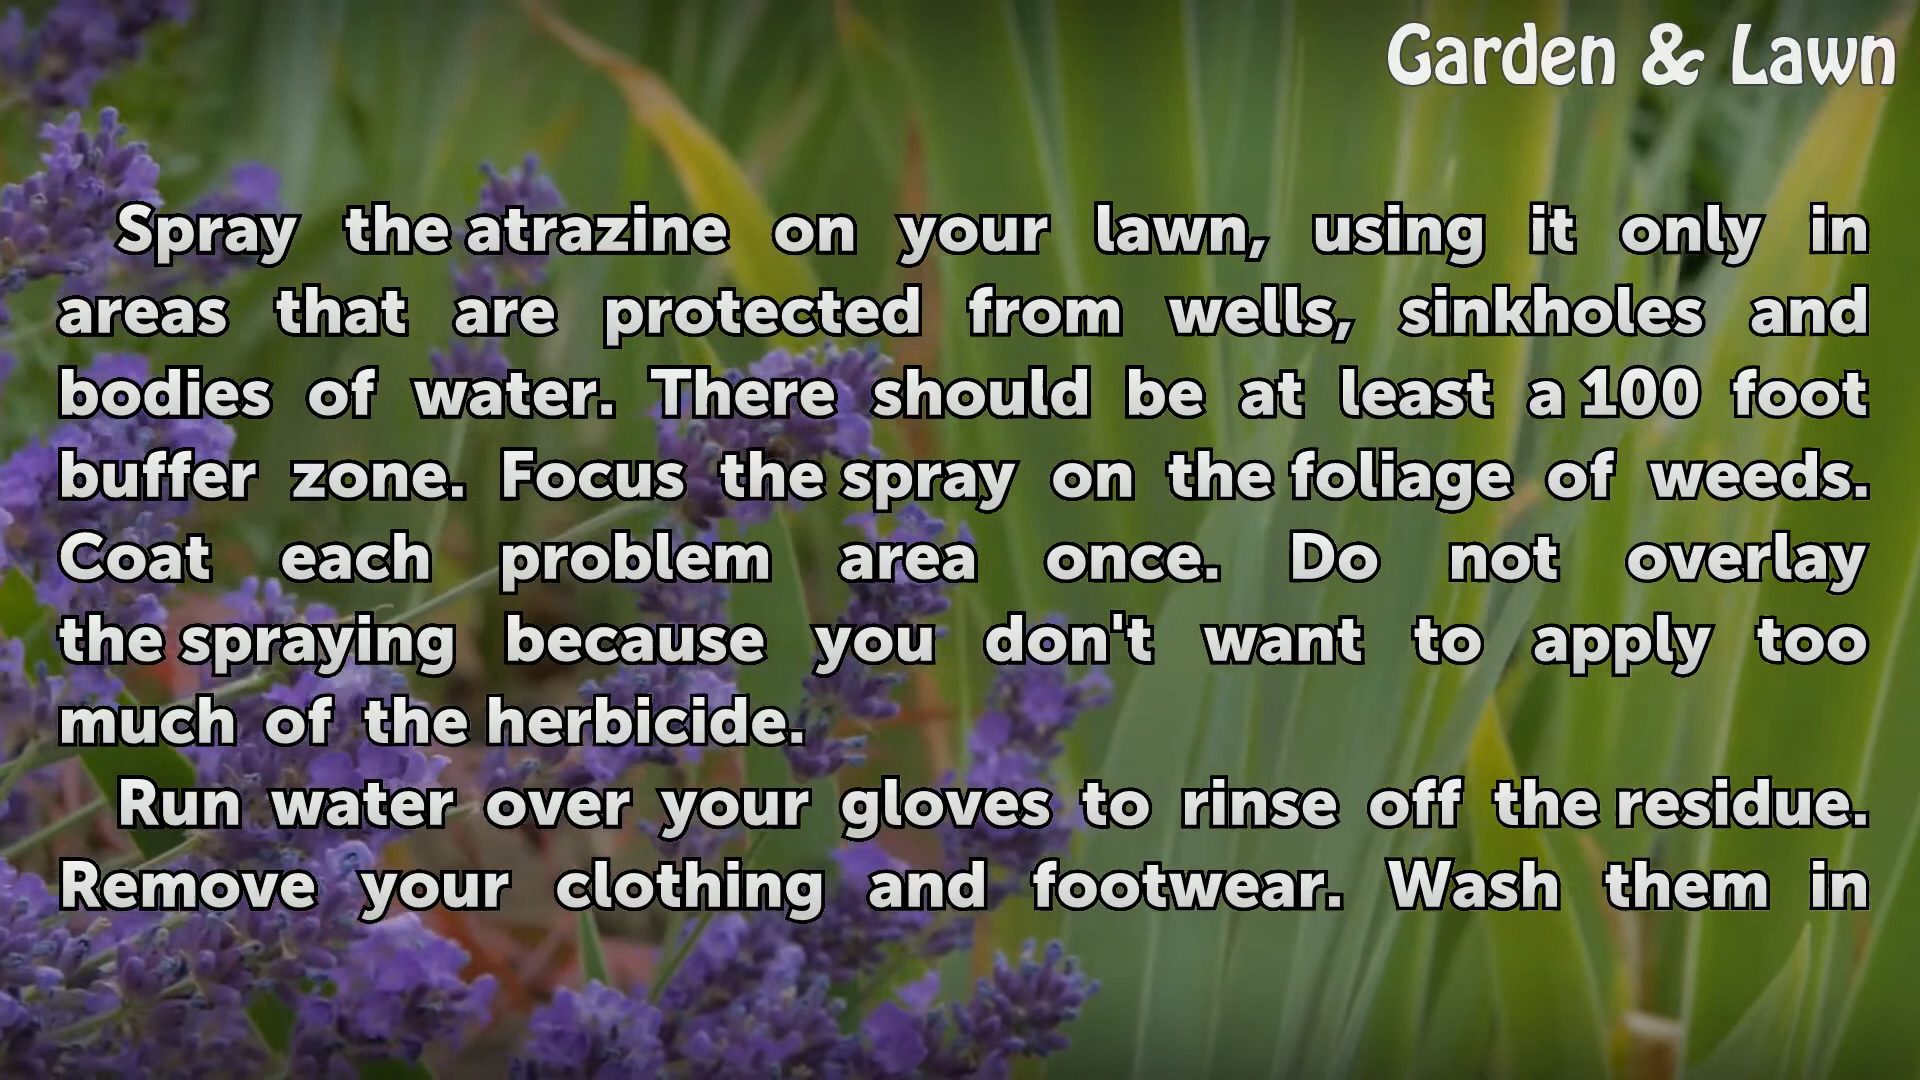 Garden & Lawn
Spray the atrazine on your lawn, using it only in
areas that are protected from wells, sinkholes and
bodies of water. There should be at least a 100 foot
buffer zone. Focus the spray on the foliage of weeds.
Coat each problem area once. Do not overlay
the spraying because you don't want to apply too
much of the herbicide.
Run water over your gloves to rinse off the residue.
Remove your clothing and footwear. Wash them in